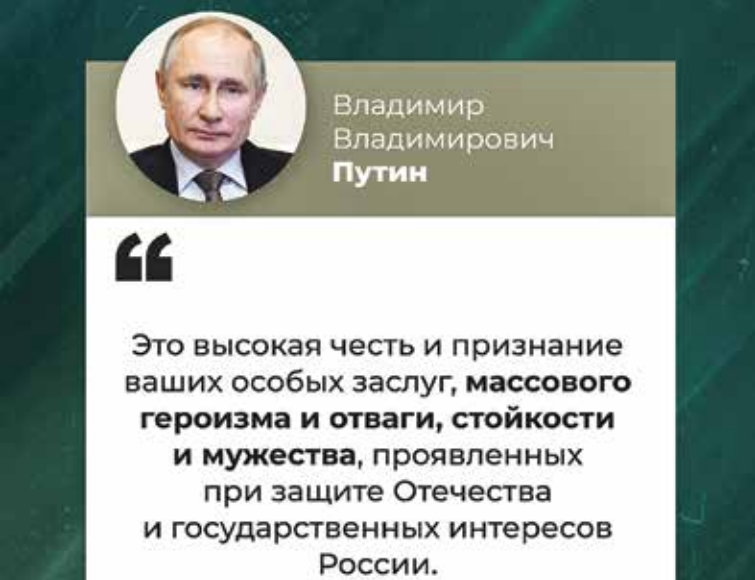 Владимир
Владимирович
Путин
“
Это высокая честь и признание
ваших особых заслуг, массового
героизма и отваги, стойкости
и мужества, проявленных
при защите Отечества
и государственных интересов
России.